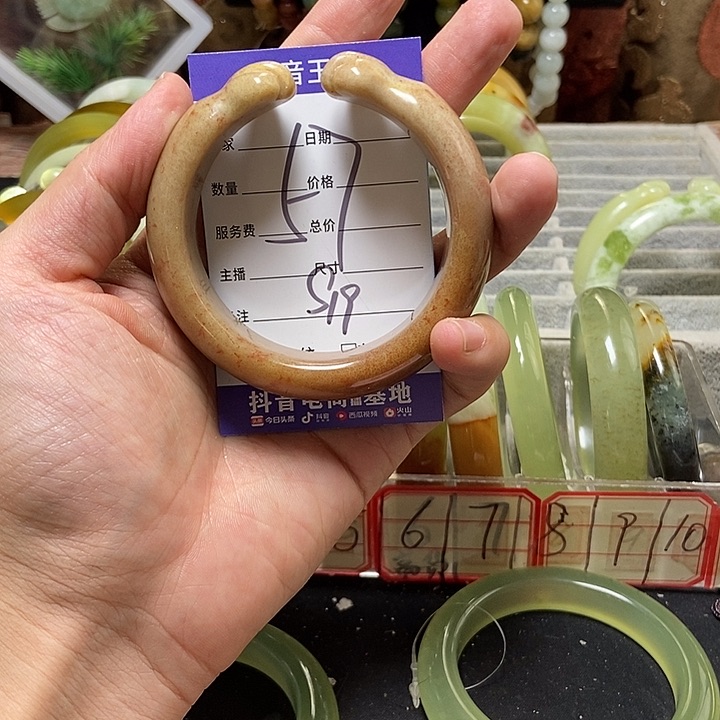 音王
家 日期
数量 价格
服务费 总价
主播 尺寸
注
57
S19
抖音电商 基地
今日头条 抖音 西瓜视频 火山
6 7 8 9 10